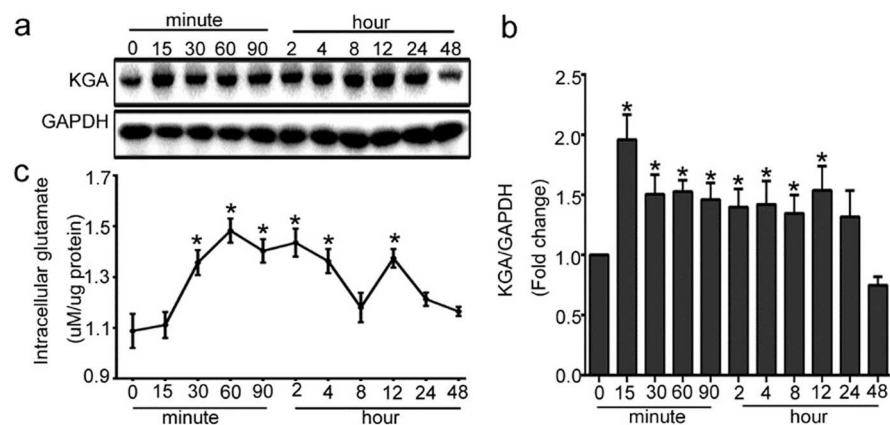 a
minute hour
0 15 30 60 90 2 4 8 12 24 48
KGA
GAPDH
b
2.5
2.0
1.5
1.0
0.5
0.0
KGA/GAPDH
(Fold change)
* * * * * * * *
0 15 30 60 90 2 4 8 12 24 48
minute hour
c
1.7
1.5
1.3
1.1
0.9
Intracellular glutamate
(uM/ug protein)
* * * * * *
0 15 30 60 90 2 4 8 12 24 48
minute hour